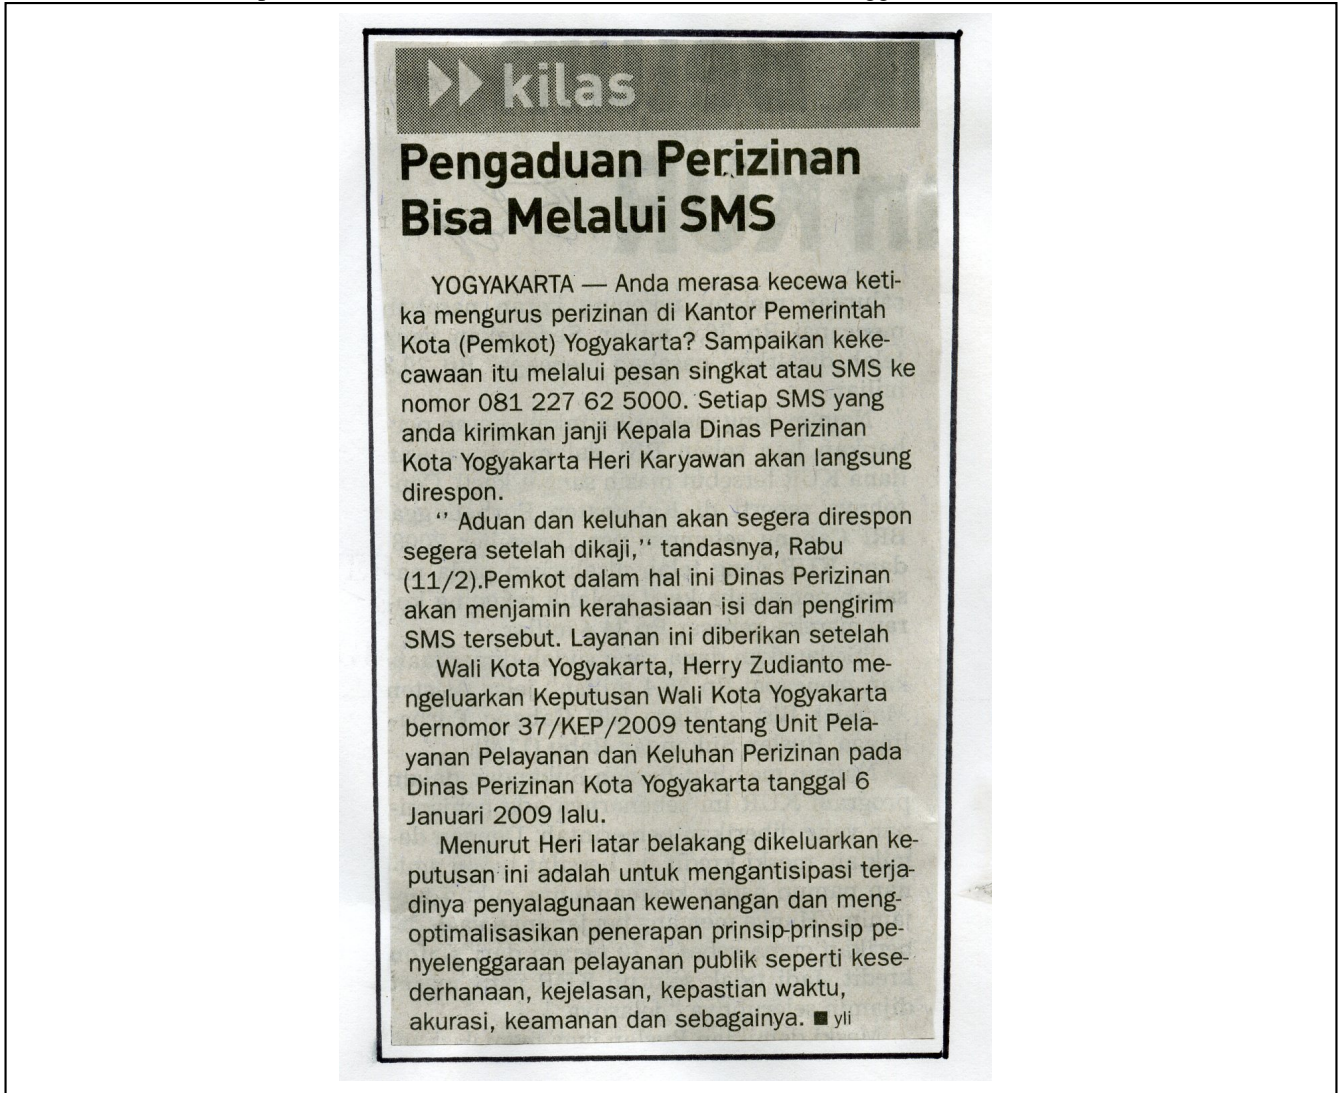 kilas
Pengaduan Perizinan
Bisa Melalui SMS
YOGYAKARTA — Anda merasa kecewa keti-
ka mengurus perizinan di Kantor Pemerintah
Kota (Pemkot) Yogyakarta? Sampaikan keke-
cawaan itu melalui pesan singkat atau SMS ke
nomor 081 227 62 5000. Setiap SMS yang
anda kirimkan janji Kepala Dinas Perizinan
Kota Yogyakarta Heri Karyawan akan langsung
direspon.
‘’ Aduan dan keluhan akan segera direspon
segera setelah dikaji,’‘ tandasnya, Rabu
(11/2).Pemkot dalam hal ini Dinas Perizinan
akan menjamin kerahasiaan isi dan pengirim
SMS tersebut. Layanan ini diberikan setelah
Wali Kota Yogyakarta, Herry Zudianto me-
ngeluarkan Keputusan Wali Kota Yogyakarta
bernomor 37/KEP/2009 tentang Unit Pela-
yanan Pelayanan dan Keluhan Perizinan pada
Dinas Perizinan Kota Yogyakarta tanggal 6
Januari 2009 lalu.
Menurut Heri latar belakang dikeluarkan ke-
putusan ini adalah untuk mengantisipasi terja-
dinya penyalagunaan kewenangan dan meng-
optimalisasikan penerapan prinsip-prinsip pe-
nyelenggaraan pelayanan publik seperti kese-
derhanaan, kejelasan, kepastian waktu,
akurasi, keamanan dan sebagainya. ■ yli